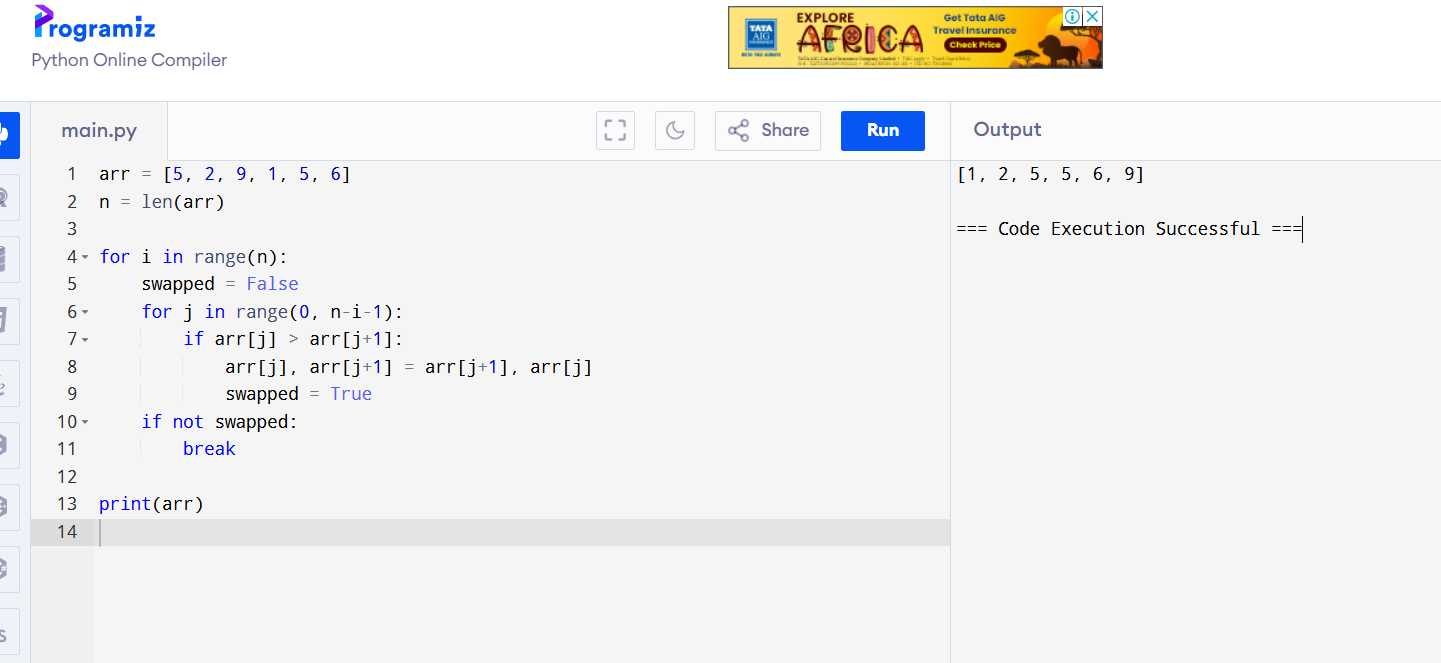 Programiz
Python Online Compiler
TATA
AIG
INSURANCE
EXPLORE
AFRICA
Get Tata AIG
Travel Insurance
Check Price
main.py
Share
Run
Output
1 arr = [5, 2, 9, 1, 5, 6]
2 n = len(arr)
3
4 for i in range(n):
5     swapped = False
6     for j in range(0, n-i-1):
7         if arr[j] > arr[j+1]:
8             arr[j], arr[j+1] = arr[j+1], arr[j]
9             swapped = True
10     if not swapped:
11         break
12
13 print(arr)
14
[1, 2, 5, 5, 6, 9]
=== Code Execution Successful ===